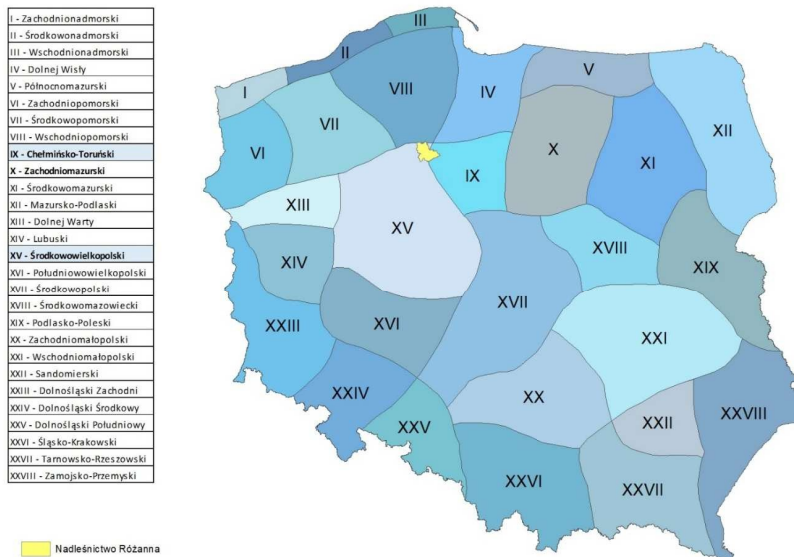 I - Zachodnionadmorski
II - Środkowonadmorski
III - Wschodnionadmorski
IV - Dolnej Wisły
V - Północnomazurski
VI - Zachodniopomorski
VII - Środkowopomorski
VIII - Wschodniopomorski
IX - Chełmińsko-Toruński
X - Zachodniomazurski
XI - Środkowomazurski
XII - Mazursko-Podlaski
XIII - Dolnej Warty
XIV - Lubuski
XV - Środkowowielkopolski
XVI - Południowowielkopolski
XVII - Środkowopolski
XVIII - Środkowomazowiecki
XIX - Podlasko-Poleski
XX - Zachodniomałopolski
XXI - Wschodniomałopolski
XXII - Sandomierski
XXIII - Dolnośląski Zachodni
XXIV - Dolnośląski Środkowy
XXV - Dolnośląski Południowy
XXVI - Śląsko-Krakowski
XXVII - Tarnowsko-Rzeszowski
XXVIII - Zamojsko-Przemyski
Nadleśnictwo Różanna
III
II
I
VIII
IV
V
XII
VII
VI
X
XI
IX
XIII
XV
XVIII
XIX
XIV
XVII
XXIII
XVI
XXI
XXIV
XX
XXVIII
XXII
XXV
XXVI
XXVII